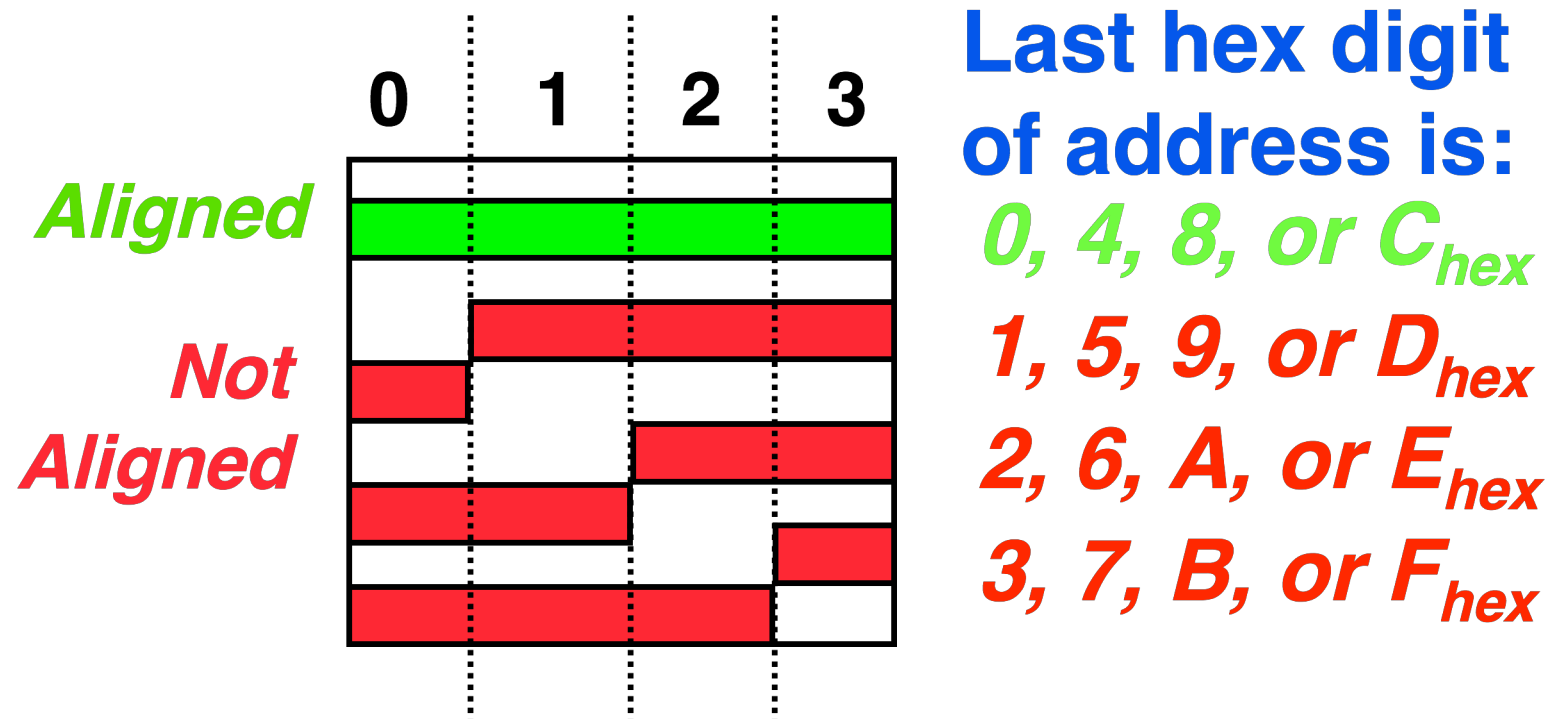 0 1 2 3
Aligned
Not
Aligned
Last hex digit
of address is:
0, 4, 8, or Chex
1, 5, 9, or Dhex
2, 6, A, or Ehex
3, 7, B, or Fhex